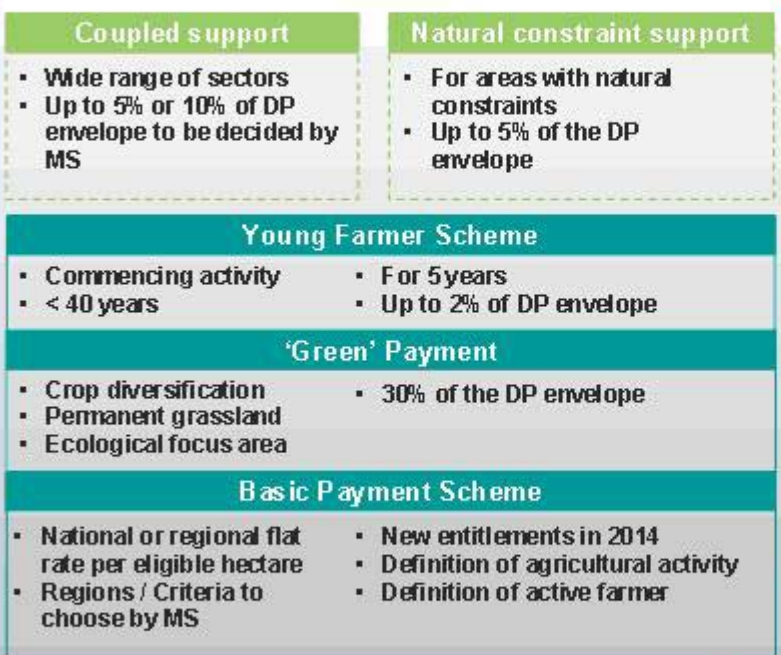 Coupled support
▪ Wide range of sectors
▪ Up to 5% or 10% of DP
envelope to be decided by
MS
Natural constraint support
▪ For areas with natural
constraints
▪ Up to 5% of the DP
envelope
Young Farmer Scheme
▪ Commencing activity
▪ < 40 years
▪ For 5 years
▪ Up to 2% of DP envelope
‘Green’ Payment
▪ Crop diversification
▪ Permanent grassland
▪ Ecological focus area
▪ 30% of the DP envelope
Basic Payment Scheme
▪ National or regional flat
rate per eligible hectare
▪ Regions / Criteria to
choose by MS
▪ New entitlements in 2014
▪ Definition of agricultural activity
▪ Definition of active farmer